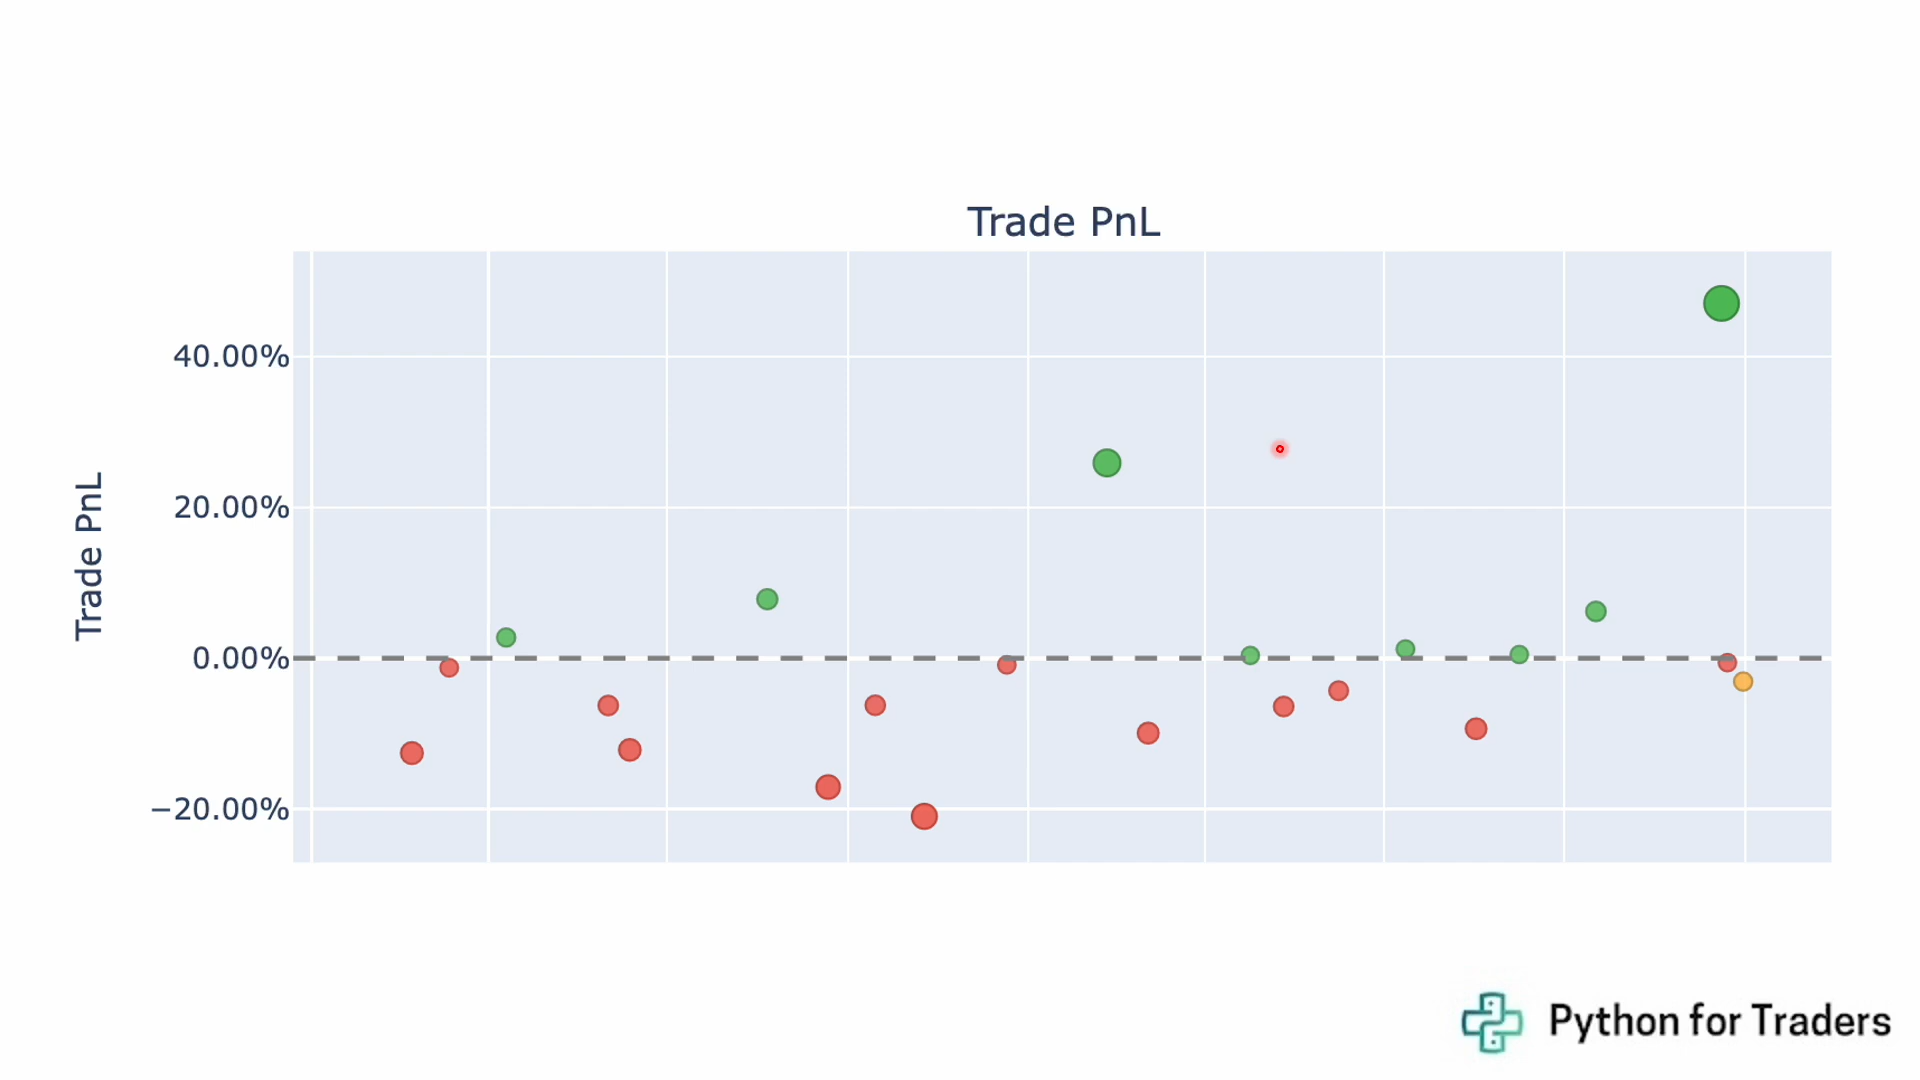 Trade PnL
40.00%
20.00%
0.00%
−20.00%
Trade PnL
Python for Traders